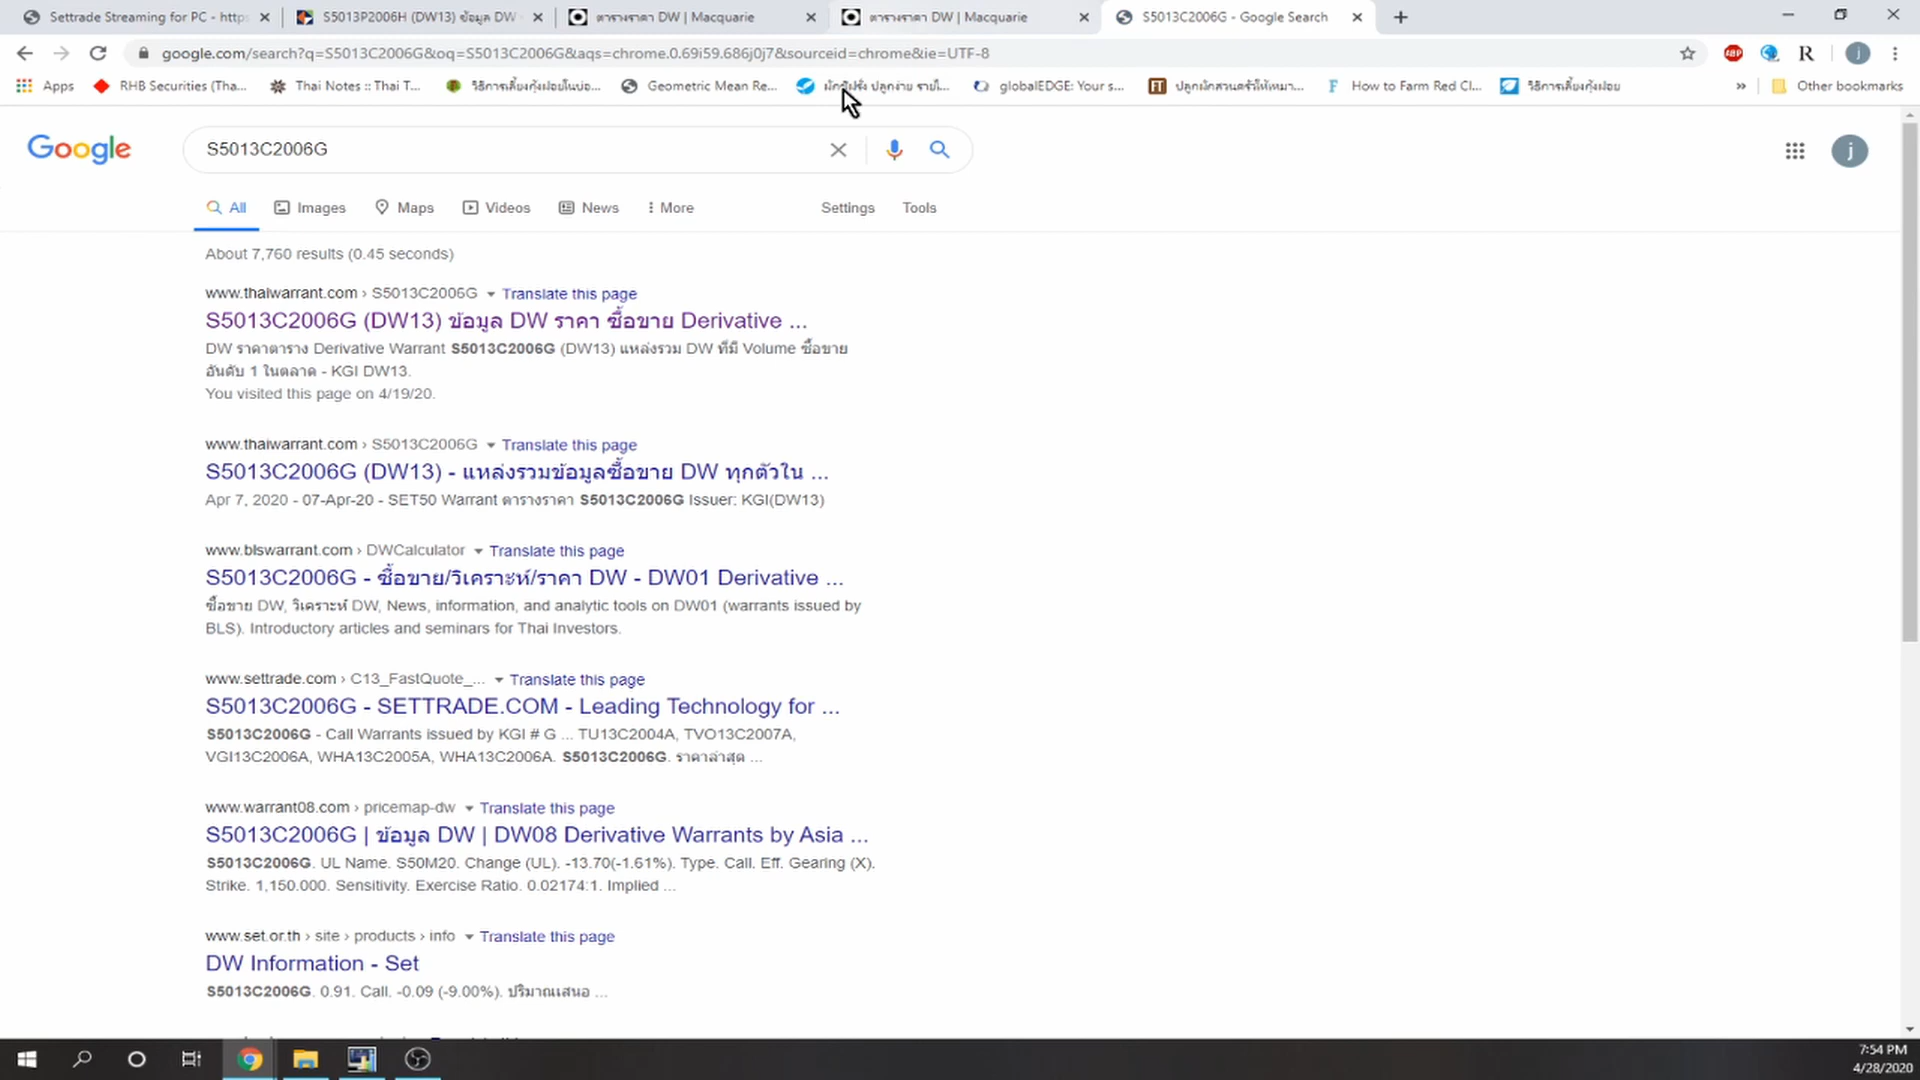 Settrade Streaming for PC - https
S5013P2006H (DW13) ข้อมูล DW
ตารางราคา DW | Macquarie
ตารางราคา DW | Macquarie
S5013C2006G - Google Search
google.com/search?q=S5013C2006G&oq=S5013C2006G&aqs=chrome.0.69i59.686j0j7&sourceid=chrome&ie=UTF-8
ABP
R
j
Apps
RHB Securities (Tha...
Thai Notes :: Thai T...
วิธีการเลี้ยงกุ้งฝอยในบ่อ...
Geometric Mean Re...
ผักชีฝรั่ง ปลูกง่าย รายไ...
globalEDGE: Your s...
FT
ปลูกผักสวนครัวให้เหมา...
F
How to Farm Red Cl...
วิธีการเลี้ยงกุ้งฝอย
»
Other bookmarks
Google
S5013C2006G
j
All
Images
Maps
Videos
News
More
Settings
Tools
About 7,760 results (0.45 seconds)
www.thaiwarrant.com › S5013C2006G Translate this page
S5013C2006G (DW13) ข้อมูล DW ราคา ซื้อขาย Derivative ...
DW ราคาตาราง Derivative Warrant S5013C2006G (DW13) แหล่งรวม DW ที่มี Volume ซื้อขาย
อันดับ 1 ในตลาด - KGI DW13.
You visited this page on 4/19/20.
www.thaiwarrant.com › S5013C2006G Translate this page
S5013C2006G (DW13) - แหล่งรวมข้อมูลซื้อขาย DW ทุกตัวใน ...
Apr 7, 2020 - 07-Apr-20 - SET50 Warrant ตารางราคา S5013C2006G Issuer: KGI(DW13)
www.blswarrant.com › DWCalculator Translate this page
S5013C2006G - ซื้อขาย/วิเคราะห์/ราคา DW - DW01 Derivative ...
ซื้อขาย DW, วิเคราะห์ DW, News, information, and analytic tools on DW01 (warrants issued by
BLS). Introductory articles and seminars for Thai Investors.
www.settrade.com › C13_FastQuote_... Translate this page
S5013C2006G - SETTRADE.COM - Leading Technology for ...
S5013C2006G - Call Warrants issued by KGI # G ... TU13C2004A, TVO13C2007A,
VGI13C2006A, WHA13C2005A, WHA13C2006A. S5013C2006G. ราคาล่าสุด ...
www.warrant08.com › pricemap-dw Translate this page
S5013C2006G | ข้อมูล DW | DW08 Derivative Warrants by Asia ...
S5013C2006G. UL Name. S50M20. Change (UL). -13.70(-1.61%). Type. Call. Eff. Gearing (X).
Strike. 1,150.000. Sensitivity. Exercise Ratio. 0.02174:1. Implied ...
www.set.or.th › site › products › info Translate this page
DW Information - Set
S5013C2006G. 0.91. Call. -0.09 (-9.00%). ปริมาณเสนอ ...
7:54 PM
4/28/2020